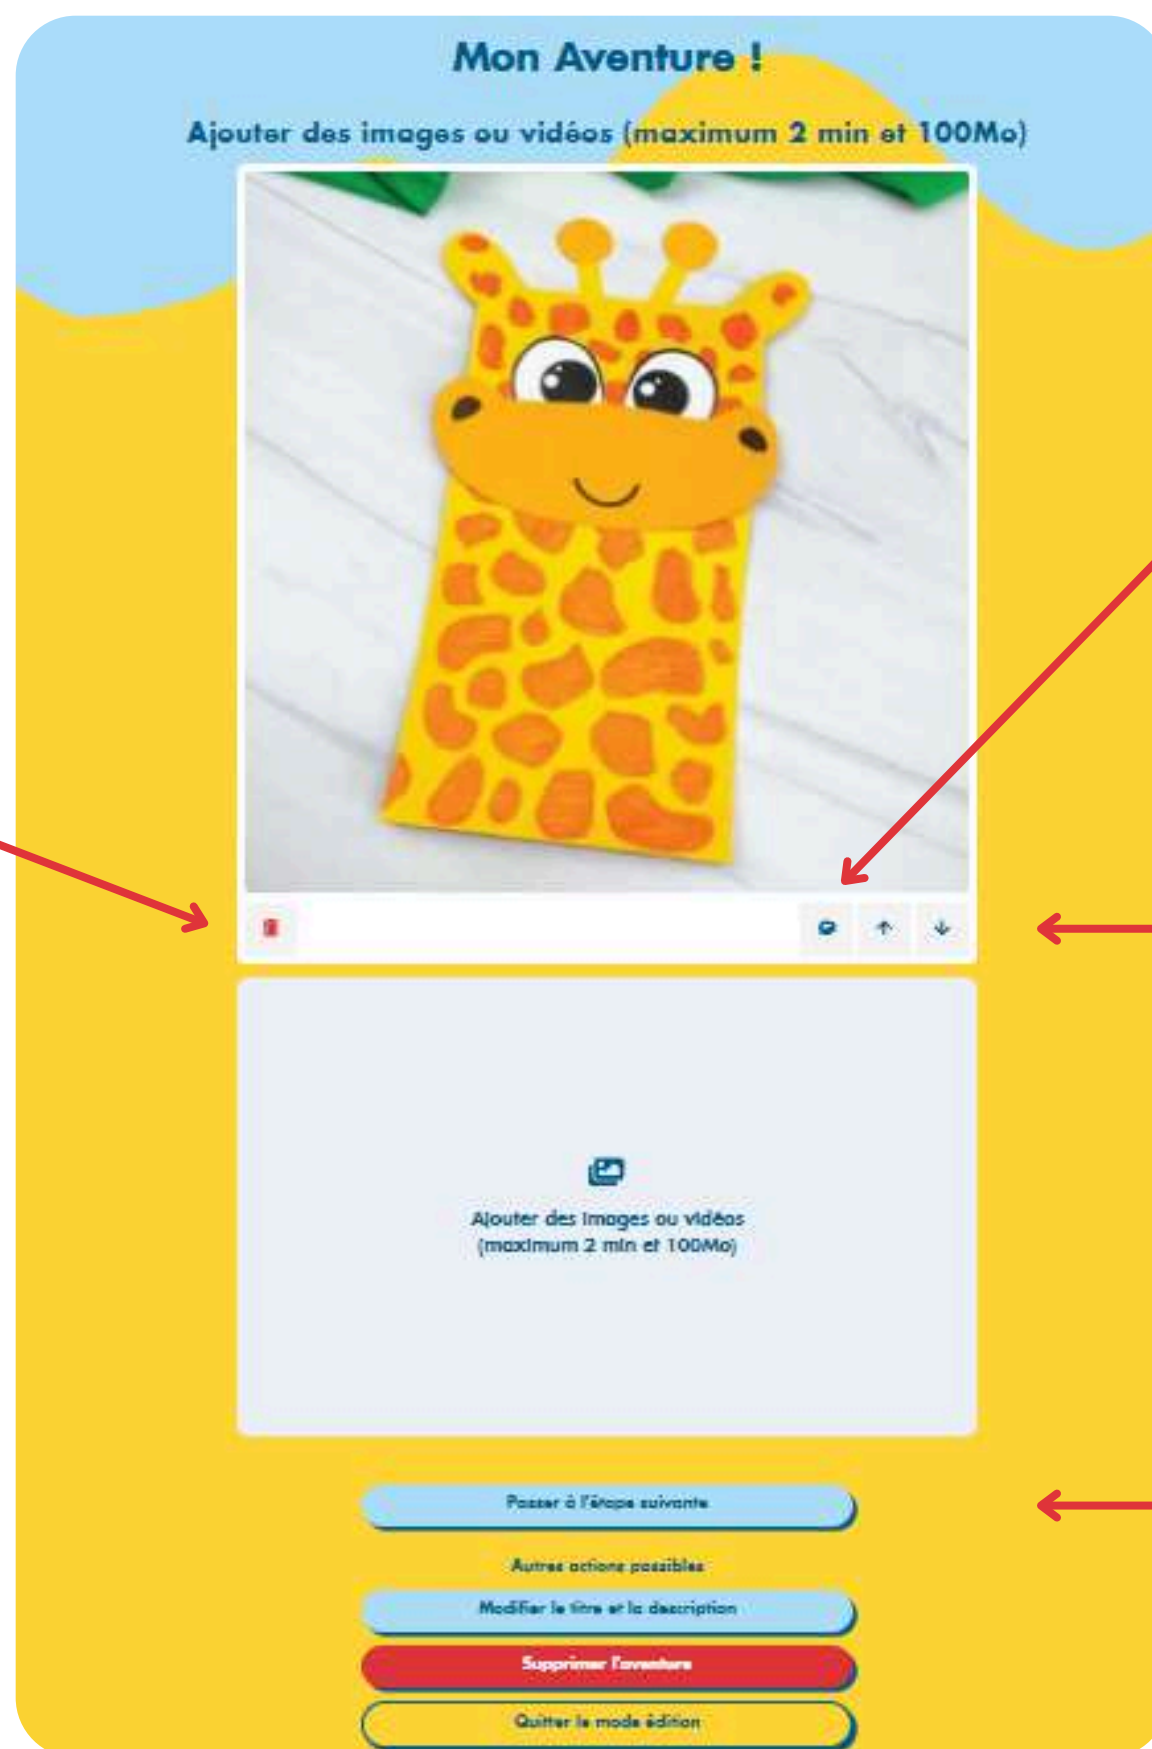 Mon Aventure !
Ajouter des images ou vidéos (maximum 2 min et 100Mo)
Ajouter des images ou vidéos
(maximum 2 min et 100Mo)
Passer à l'étape suivante
Autres actions possibles
Modifier le titre et la description
Supprimer l'aventure
Quitter le mode édition